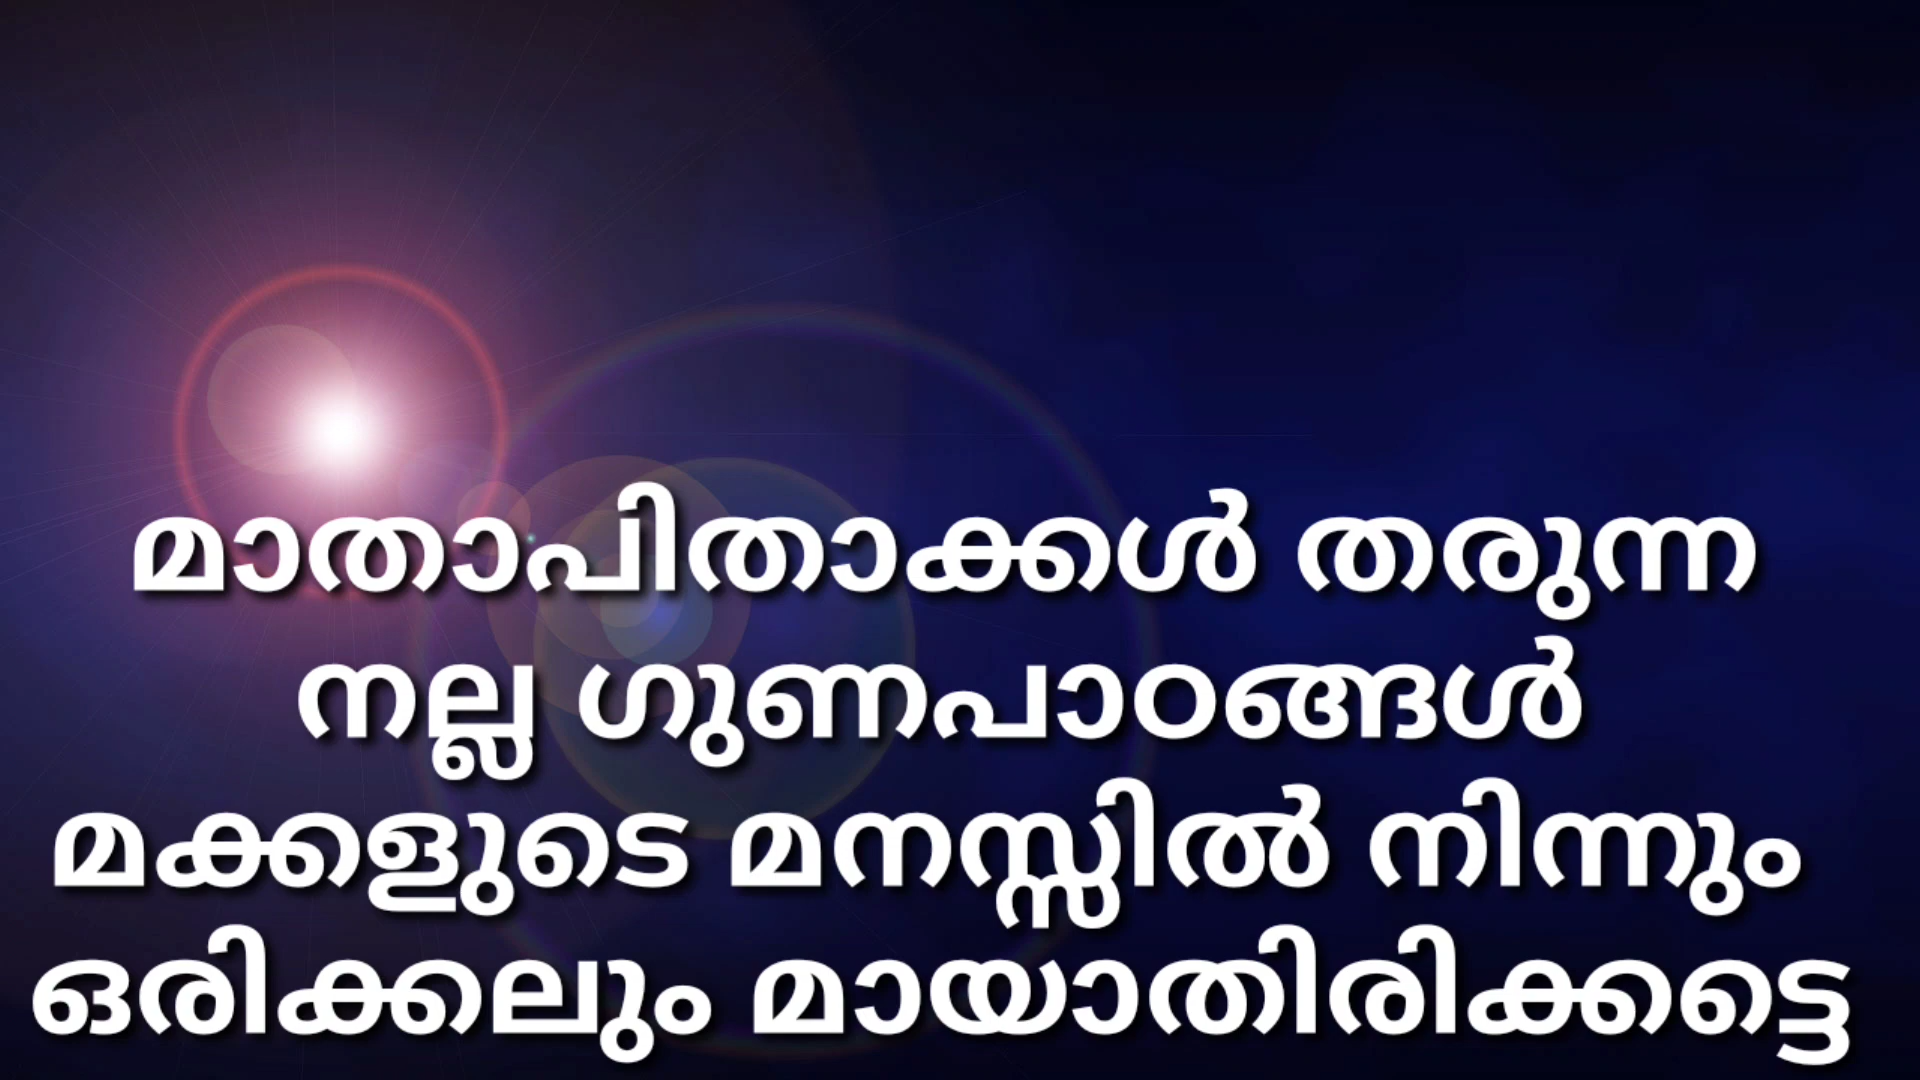 മാതാപിതാക്കൾ തരുന്ന
നല്ല ഗുണപാഠങ്ങൾ
മക്കളുടെ മനസ്സിൽ നിന്നും
ഒരിക്കലും മായാതിരിക്കട്ടെ